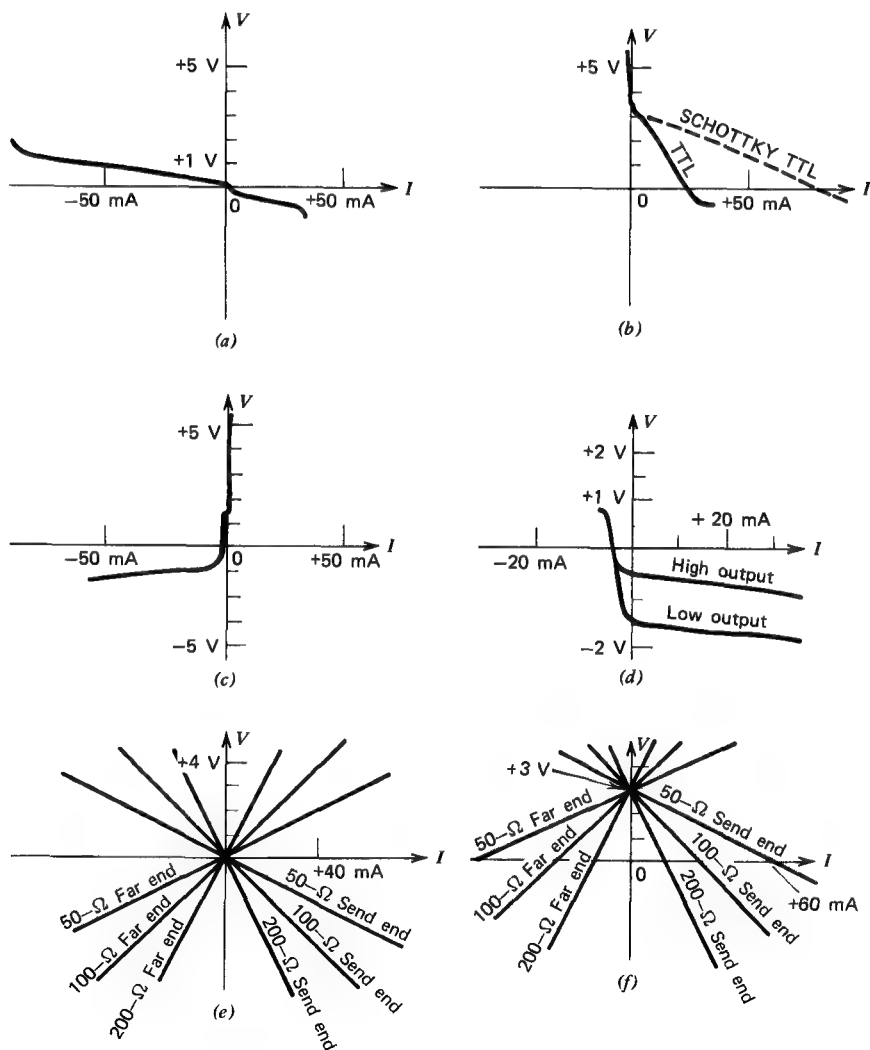 V
+5 V
+1 V
−50 mA
0
+50 mA
I
(a)
V
+5 V
SCHOTTKY TTL
TTL
0
+50 mA
I
(b)
V
+5 V
−50 mA
0
+50 mA
I
−5 V
(c)
V
+2 V
+1 V
+ 20 mA
−20 mA
I
High output
Low output
−2 V
(d)
V
+4 V
I
+40 mA
50–Ω Far end
100–Ω Far end
200–Ω Far end
50–Ω Send end
100–Ω Send end
200–Ω Send end
(e)
V
+3 V
50–Ω Far end
100–Ω Far end
200–Ω Far end
50–Ω Send end
100–Ω Send end
200–Ω Send end
I
0
+60 mA
(f)